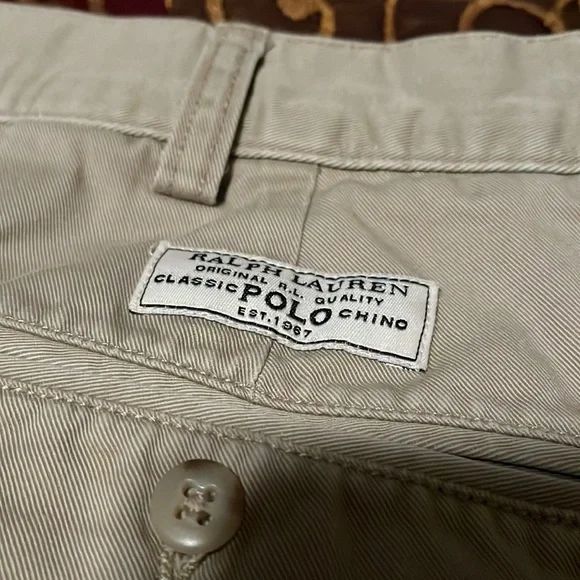 RALPH LAUREN
ORIGINAL R.L. QUALITY
CLASSIC POLO CHINO
EST. 1967